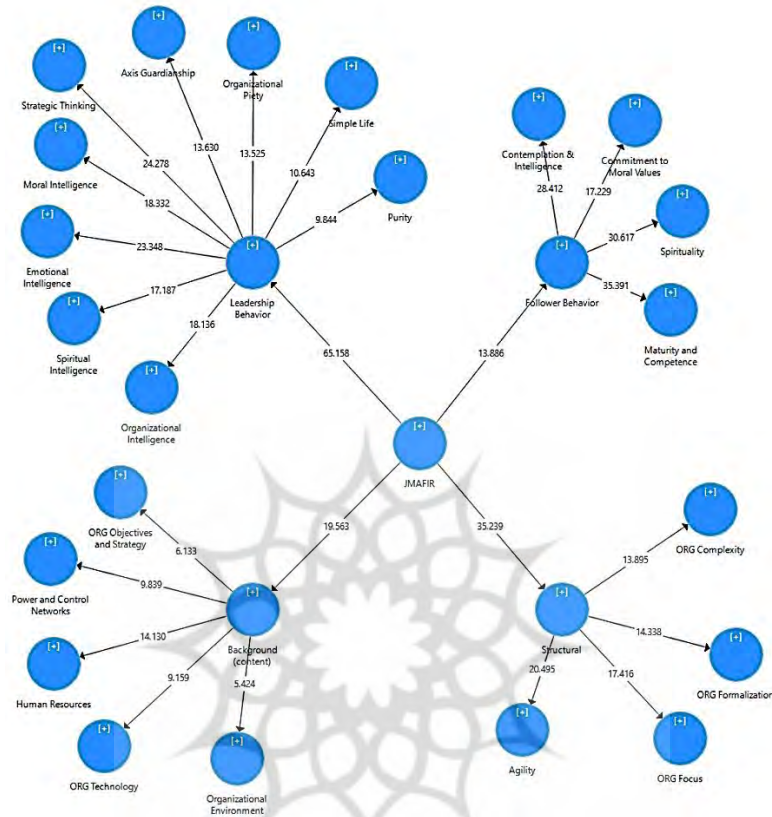 [+]
Strategic Thinking
[+]
Axis Guardianship
[+]
Organizational
Piety
[+]
Simple Life
[+]
Moral Intelligence
[+]
Purity
[+]
Emotional
Intelligence
[+]
Spiritual
Intelligence
[+]
Organizational
Intelligence
24.278
13.630
13.525
10.643
18.332
9.844
23.348
17.187
18.136
[+]
Leadership
Behavior
[+]
Contemplation &
Intelligence
[+]
Commitment to
Moral Values
[+]
Spirituality
[+]
Maturity and
Competence
28.412
17.229
30.617
35.391
[+]
Follower Behavior
65.158
13.886
[+]
JMAFIR
19.563
35.239
[+]
ORG Objectives
and Strategy
[+]
Power and Control
Networks
[+]
Human Resources
[+]
ORG Technology
[+]
Organizational
Environment
6.133
9.839
14.130
9.159
5.424
[+]
Background
(content)
[+]
Structural
13.895
14.338
20.495
17.416
[+]
ORG Complexity
[+]
ORG Formalization
[+]
Agility
[+]
ORG Focus